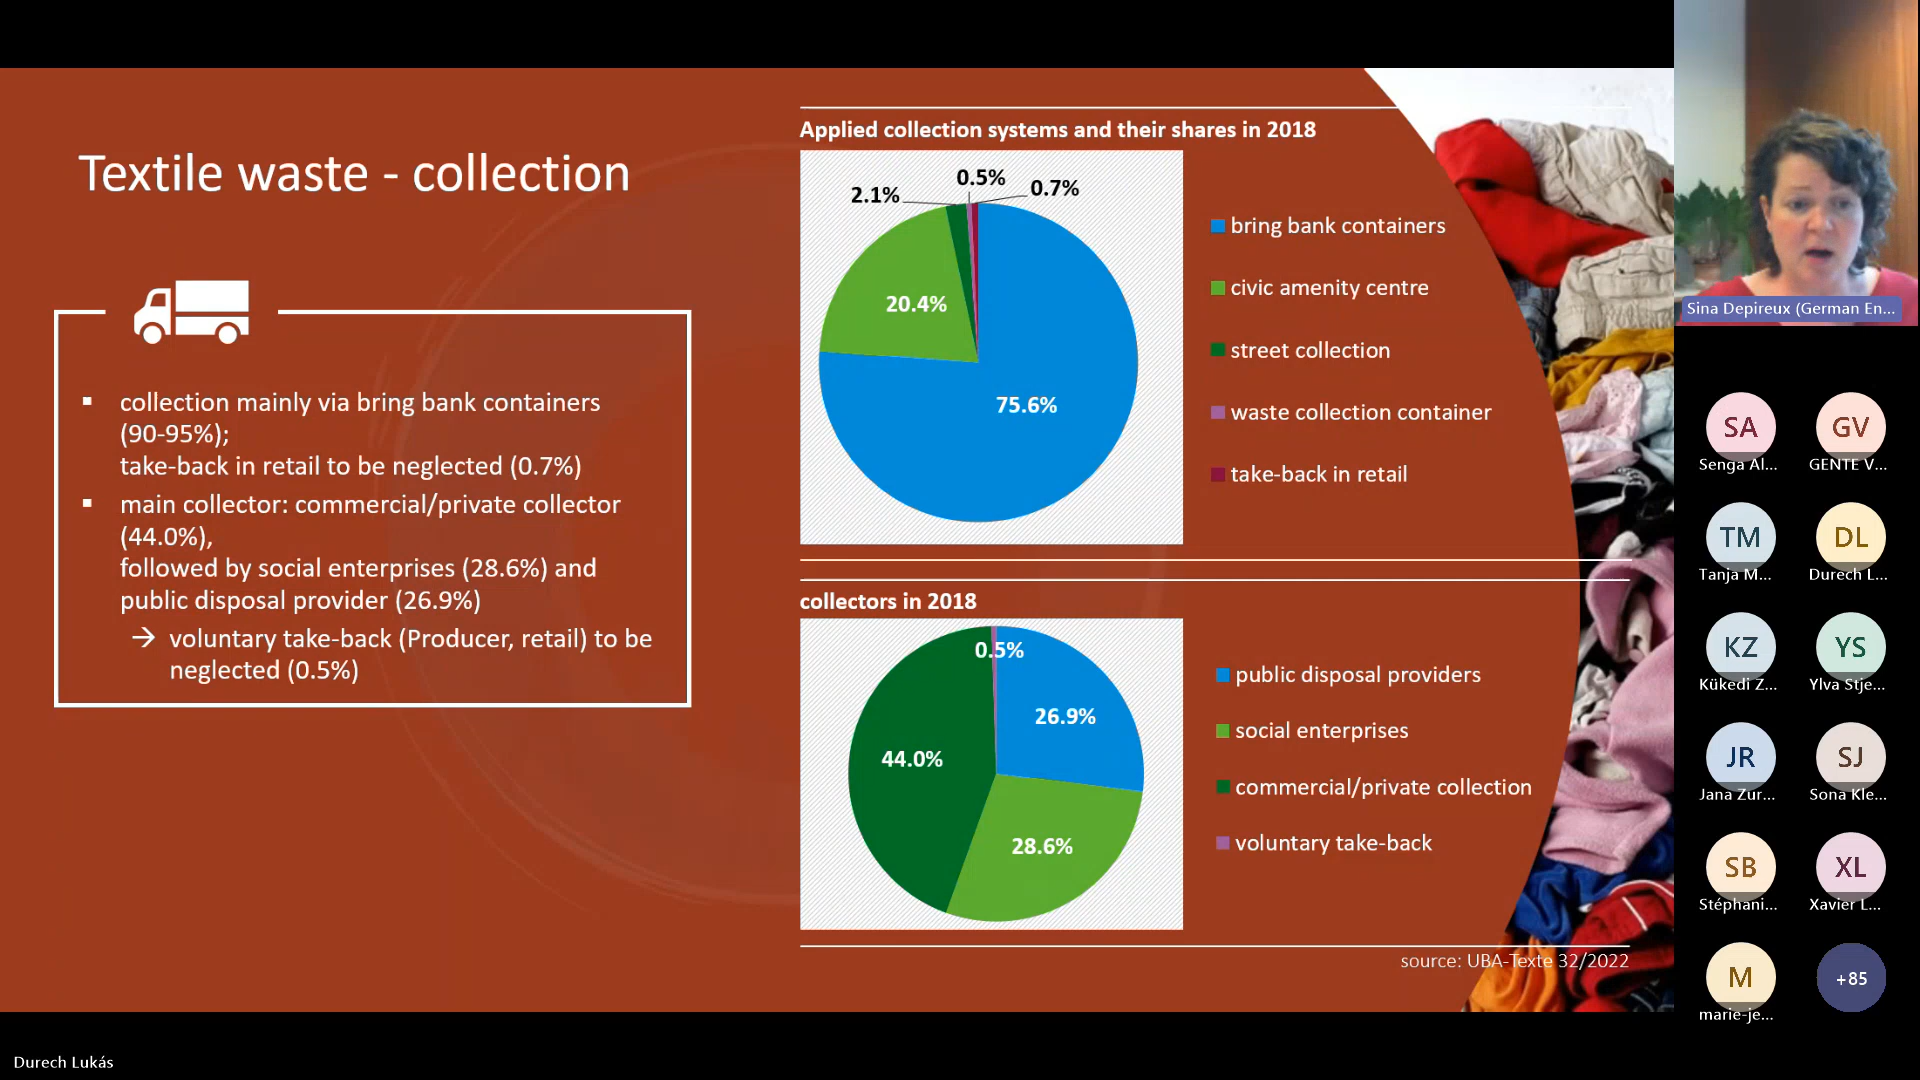 Textile waste - collection
collection mainly via bring bank containers
(90-95%);
take-back in retail to be neglected (0.7%)
main collector: commercial/private collector
(44.0%),
followed by social enterprises (28.6%) and
public disposal provider (26.9%)
→ voluntary take-back (Producer, retail) to be
neglected (0.5%)
Applied collection systems and their shares in 2018
2.1%
0.5%
0.7%
20.4%
75.6%
bring bank containers
civic amenity centre
street collection
waste collection container
take-back in retail
collectors in 2018
0.5%
26.9%
44.0%
28.6%
public disposal providers
social enterprises
commercial/private collection
voluntary take-back
source: UBA-Texte 32/2022
Sina Depireux (German En...
SA
Senga Al...
GV
GENTE V...
TM
Tanja M...
DL
Durech L...
KZ
Kükedi Z...
YS
Ylva Stje...
JR
Jana Zur...
SJ
Sona Kle...
SB
Stéphani...
XL
Xavier L...
M
marie-je...
+85
Durech Lukás